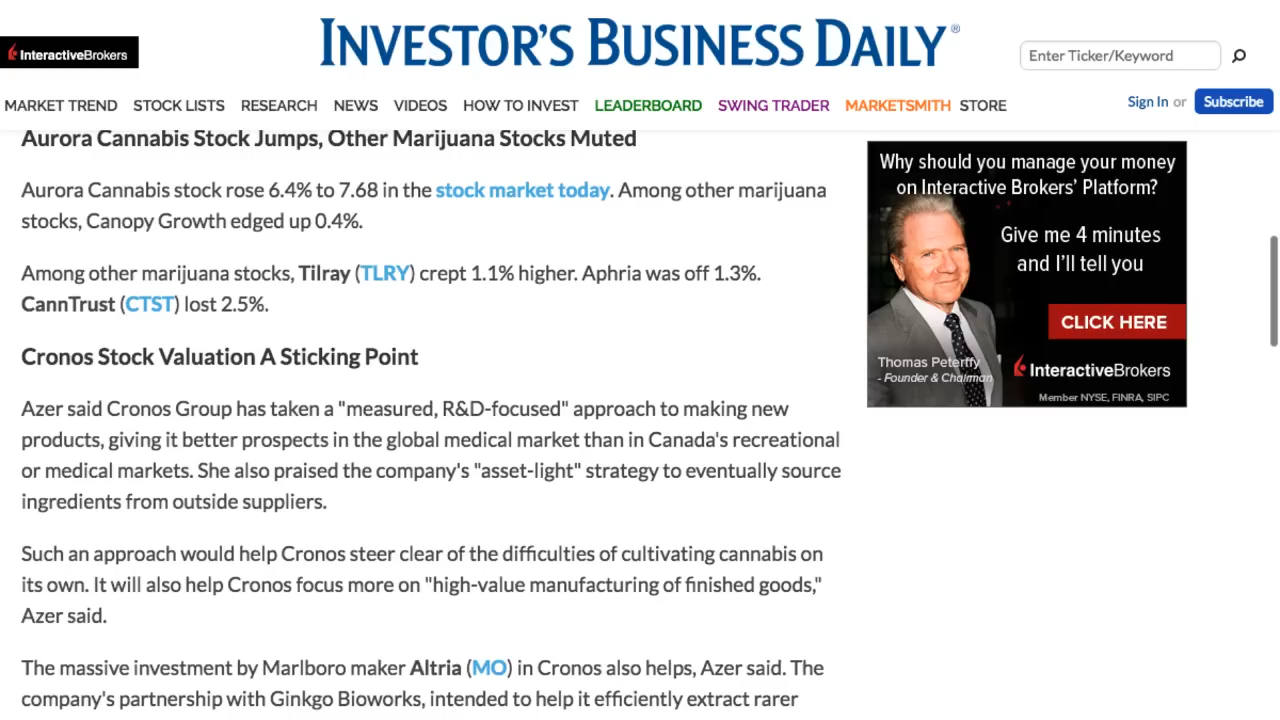 InteractiveBrokers
INVESTOR'S BUSINESS DAILY®
Enter Ticker/Keyword
MARKET TREND STOCK LISTS RESEARCH NEWS VIDEOS HOW TO INVEST LEADERBOARD SWING TRADER MARKETSMITH STORE
Sign In or Subscribe
Aurora Cannabis Stock Jumps, Other Marijuana Stocks Muted
Aurora Cannabis stock rose 6.4% to 7.68 in the stock market today. Among other marijuana
stocks, Canopy Growth edged up 0.4%.
Among other marijuana stocks, Tilray (TLRY) crept 1.1% higher. Aphria was off 1.3%.
CannTrust (CTST) lost 2.5%.
Cronos Stock Valuation A Sticking Point
Azer said Cronos Group has taken a "measured, R&D-focused" approach to making new
products, giving it better prospects in the global medical market than in Canada's recreational
or medical markets. She also praised the company's "asset-light" strategy to eventually source
ingredients from outside suppliers.
Such an approach would help Cronos steer clear of the difficulties of cultivating cannabis on
its own. It will also help Cronos focus more on "high-value manufacturing of finished goods,"
Azer said.
The massive investment by Marlboro maker Altria (MO) in Cronos also helps, Azer said. The
company's partnership with Ginkgo Bioworks, intended to help it efficiently extract rarer
Why should you manage your money
on Interactive Brokers' Platform?
Give me 4 minutes
and I'll tell you
CLICK HERE
Thomas Peterffy
- Founder & Chairman
InteractiveBrokers
Member NYSE, FINRA, SIPC